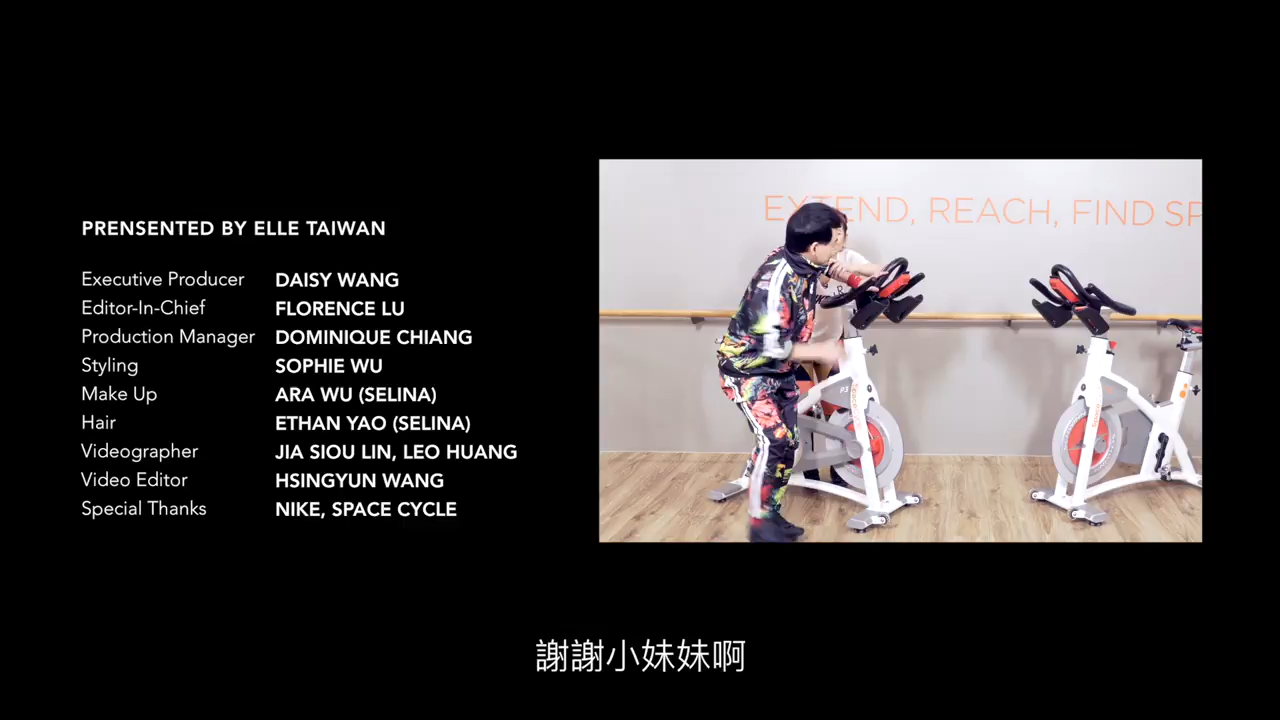 PRENSENTED BY ELLE TAIWAN
Executive Producer DAISY WANG
Editor-In-Chief FLORENCE LU
Production Manager DOMINIQUE CHIANG
Styling SOPHIE WU
Make Up ARA WU (SELINA)
Hair ETHAN YAO (SELINA)
Videographer JIA SIOU LIN, LEO HUANG
Video Editor HSINGYUN WANG
Special Thanks NIKE, SPACE CYCLE
EXTEND, REACH, FIND SP
謝謝小妹妹啊